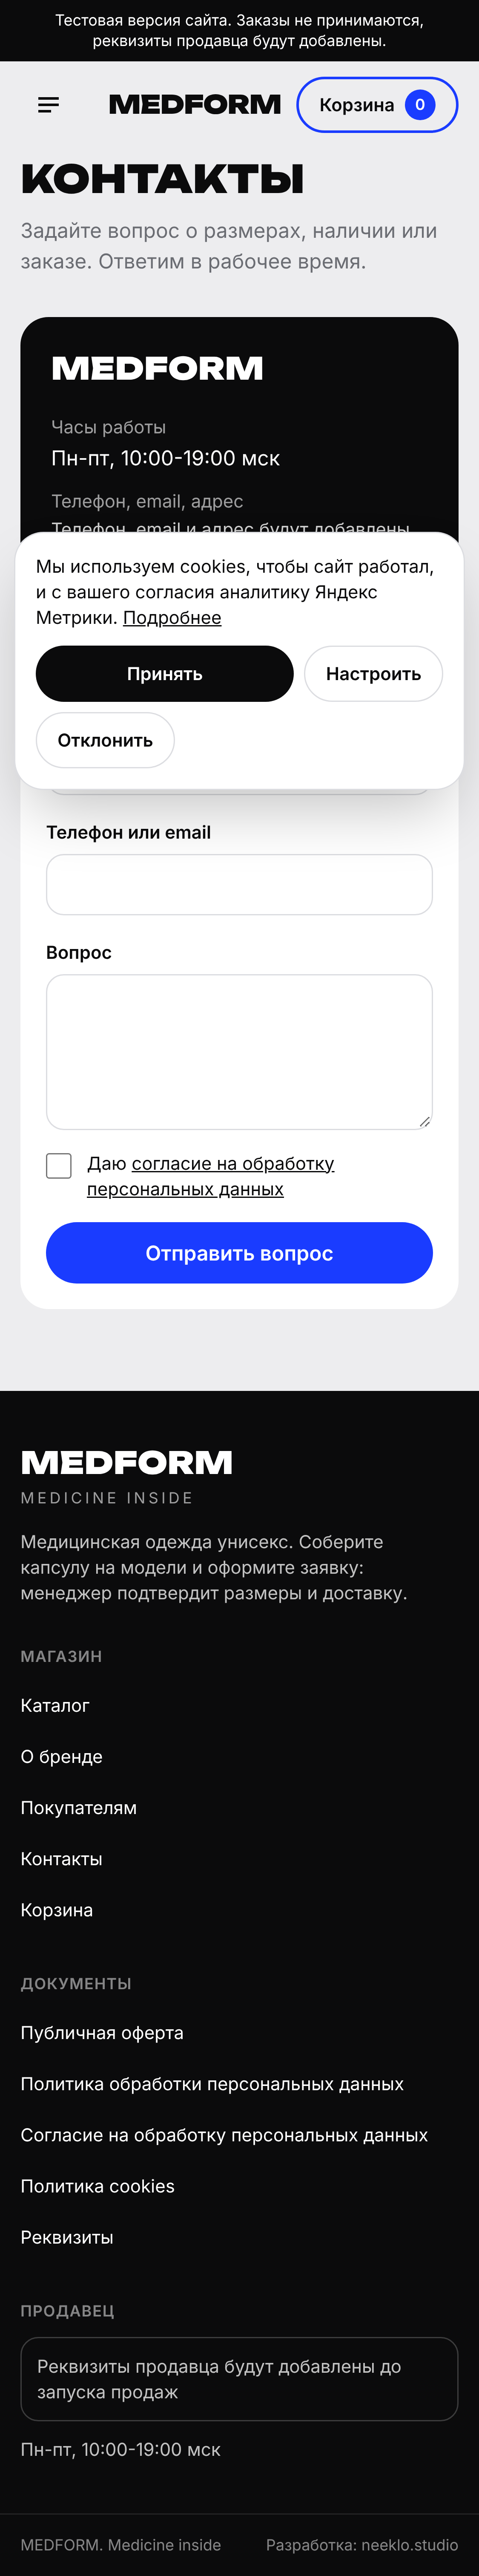 Тестовая версия сайта. Заказы не принимаются,
реквизиты продавца будут добавлены.
MEDFORM
Корзина 0
КОНТАКТЫ
Задайте вопрос о размерах, наличии или
заказе. Ответим в рабочее время.
MEDFORM
Часы работы
Пн-пт, 10:00-19:00 мск
Телефон, email, адрес
Телефон, email и адрес будут добавлены
Мы используем cookies, чтобы сайт работал,
и с вашего согласия аналитику Яндекс
Метрики. Подробнее
Принять
Настроить
Отклонить
Телефон или email
Вопрос
Даю согласие на обработку
персональных данных
Отправить вопрос
MEDFORM
MEDICINE INSIDE
Медицинская одежда унисекс. Соберите
капсулу на модели и оформите заявку:
менеджер подтвердит размеры и доставку.
МАГАЗИН
Каталог
О бренде
Покупателям
Контакты
Корзина
ДОКУМЕНТЫ
Публичная оферта
Политика обработки персональных данных
Согласие на обработку персональных данных
Политика cookies
Реквизиты
ПРОДАВЕЦ
Реквизиты продавца будут добавлены до
запуска продаж
Пн-пт, 10:00-19:00 мск
MEDFORM. Medicine inside
Разработка: neeklo.studio